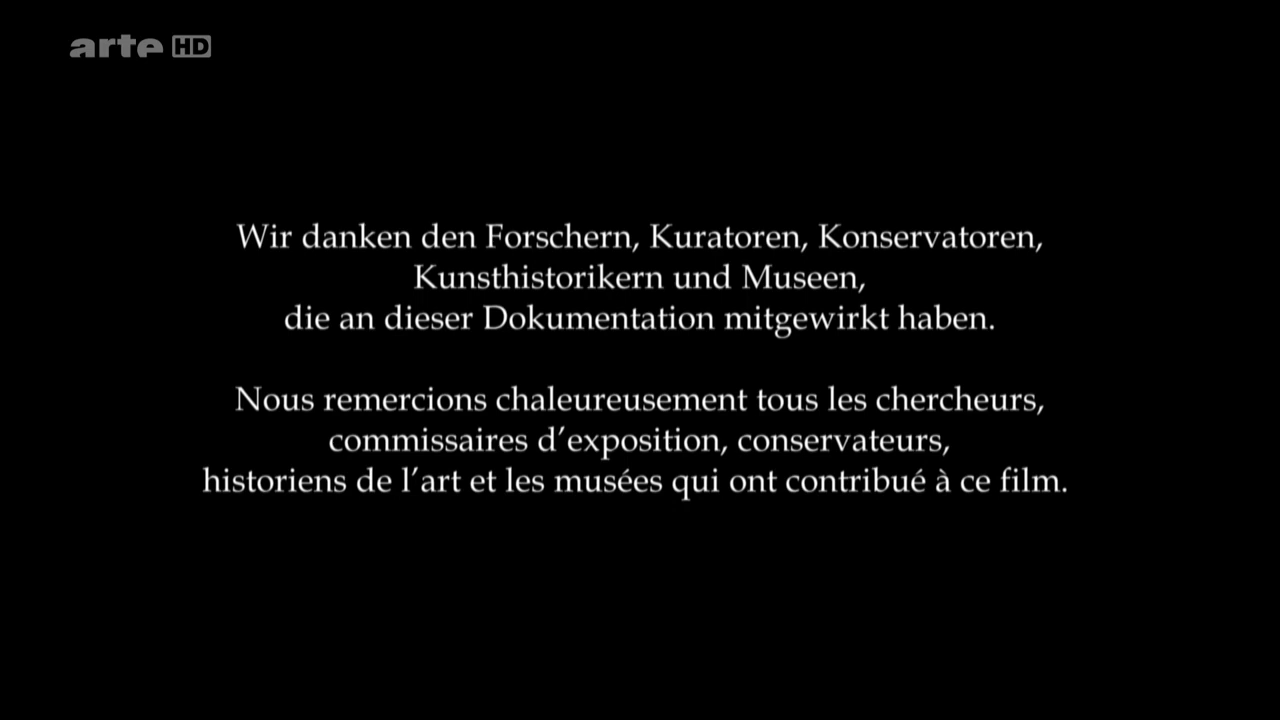 arte HD
Wir danken den Forschern, Kuratoren, Konservatoren,
Kunsthistorikern und Museen,
die an dieser Dokumentation mitgewirkt haben.
Nous remercions chaleureusement tous les chercheurs,
commissaires d’exposition, conservateurs,
historiens de l’art et les musées qui ont contribué à ce film.